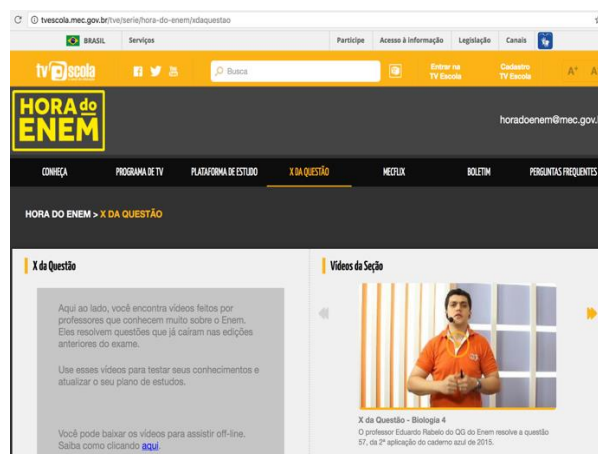 tvescola.mec.gov.br/tve/serie/hora-do-enem/xdaquestao
BRASIL Serviços Participe Acesso à informação Legislação Canais
tv escola Busca Entrar na TV Escola Cadastro TV Escola A+ A
HORA do
ENEM
horadoenem@mec.gov.
CONHEÇA PROGRAMA DE TV PLATAFORMA DE ESTUDO X DA QUESTÃO MECFLIX BOLETIM PERGUNTAS FREQUENTES
HORA DO ENEM > X DA QUESTÃO
X da Questão
Aqui ao lado, você encontra vídeos feitos por
professores que conhecem muito sobre o Enem.
Eles resolvem questões que já caíram nas edições
anteriores do exame.
Use esses vídeos para testar seus conhecimentos e
atualizar o seu plano de estudos.
Você pode baixar os vídeos para assistir off-line.
Saiba como clicando aqui.
Vídeos da Seção
X da Questão - Biologia 4
O professor Eduardo Rabelo do QG do Enem resolve a questão
57, da 2ª aplicação do caderno azul de 2015.